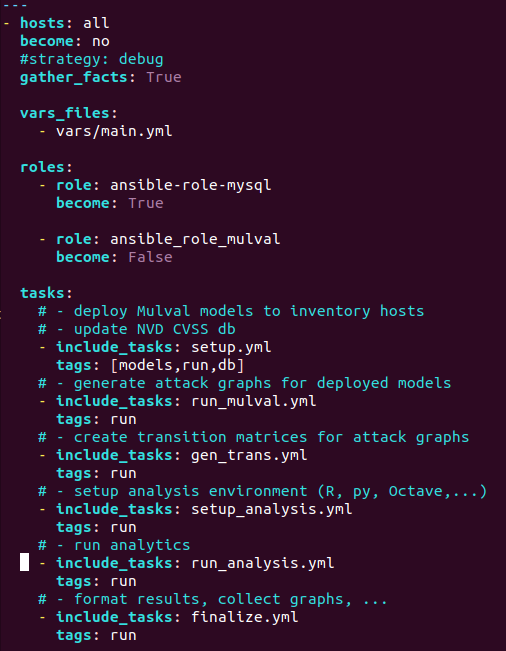 ---
- hosts: all
  become: no
  #strategy: debug
  gather_facts: True

  vars_files:
    - vars/main.yml

  roles:
    - role: ansible-role-mysql
      become: True

    - role: ansible_role_mulval
      become: False

  tasks:
    # - deploy Mulval models to inventory hosts
    # - update NVD CVSS db
    - include_tasks: setup.yml
      tags: [models,run,db]
    # - generate attack graphs for deployed models
    - include_tasks: run_mulval.yml
      tags: run
    # - create transition matrices for attack graphs
    - include_tasks: gen_trans.yml
      tags: run
    # - setup analysis environment (R, py, Octave,...)
    - include_tasks: setup_analysis.yml
      tags: run
    # - run analytics
    - include_tasks: run_analysis.yml
      tags: run
    # - format results, collect graphs, ...
    - include_tasks: finalize.yml
      tags: run